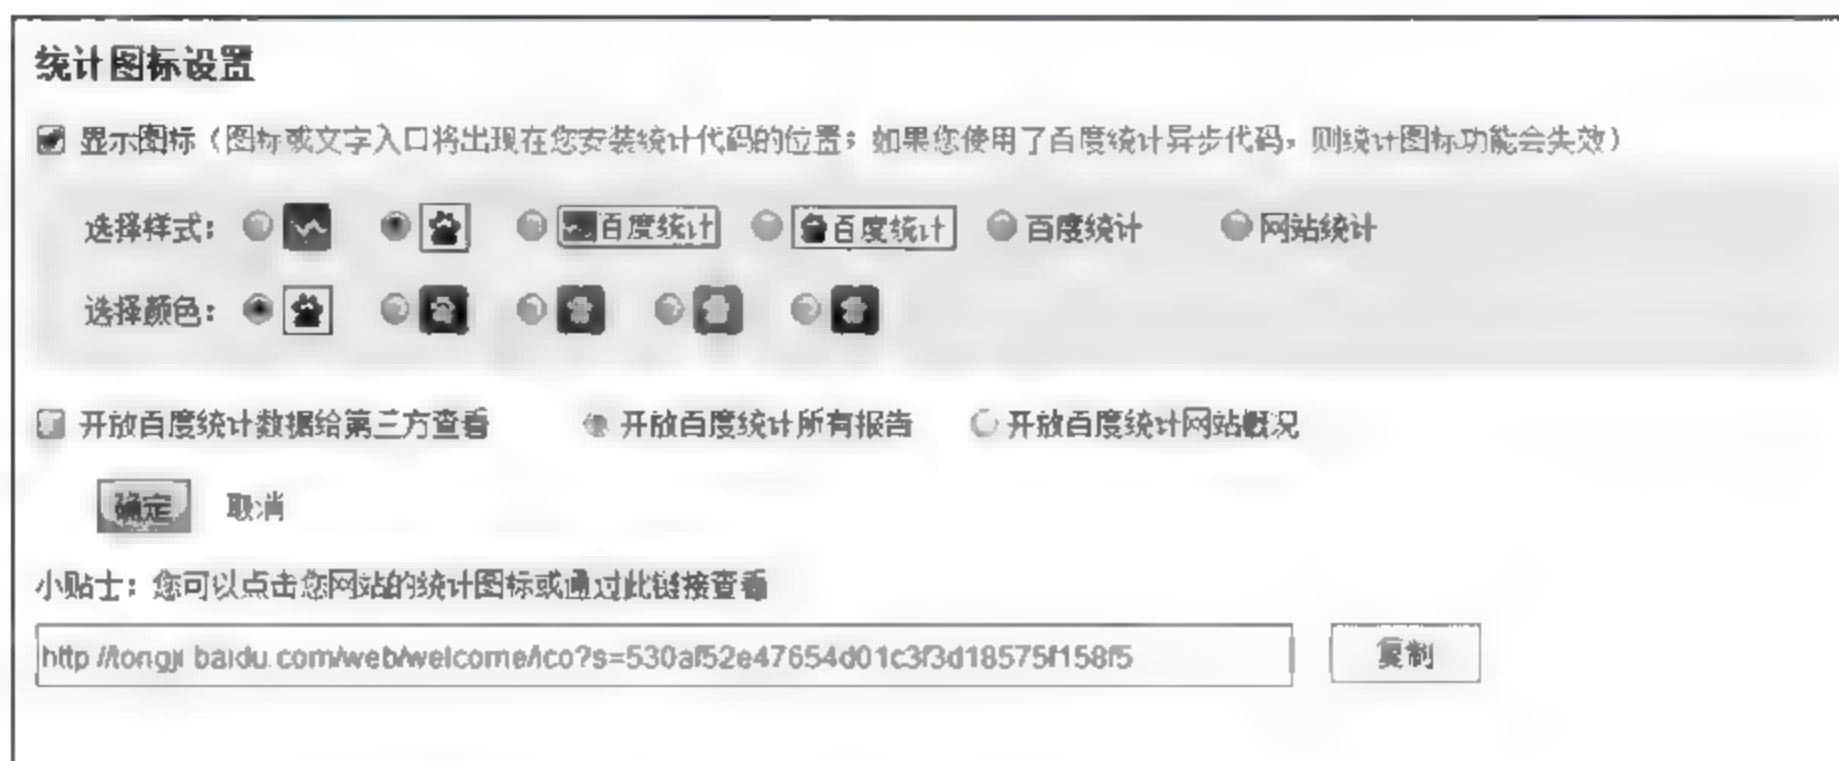 统计图标设置
显示图标（图标或文字入口将出现在您安装统计代码的位置；如果您使用了百度统计异步代码，则统计图标功能会失效）
选择样式： 百度统计 百度统计 百度统计 网站统计
选择颜色：
开放百度统计数据给第三方查看 开放百度统计所有报告 开放百度统计网站概况
确定 取消
小贴士：您可以点击您网站的统计图标或通过此链接查看
http://tongji.baidu.com/web/welcome/ico?s=530af52e47654d01c3f3d18575f158f5 复制